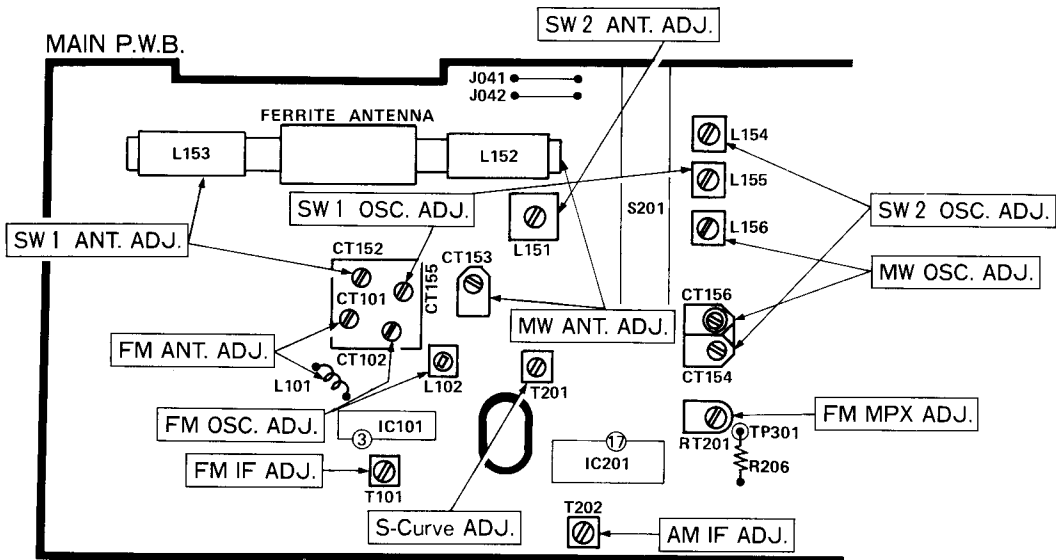 SW 2 ANT. ADJ.
MAIN P.W.B.
J041
J042
FERRITE ANTENNA
L153
L152
L154
L155
L156
S201
SW 1 OSC. ADJ.
SW 2 OSC. ADJ.
SW 1 ANT. ADJ.
L151
CT152
CT155
CT153
CT101
MW OSC. ADJ.
CT156
MW ANT. ADJ.
FM ANT. ADJ.
CT102
L101
L102
T201
CT154
FM OSC. ADJ.
IC101
3
17
IC201
RT201
TP301
R206
FM MPX ADJ.
FM IF ADJ.
T101
S-Curve ADJ.
T202
AM IF ADJ.